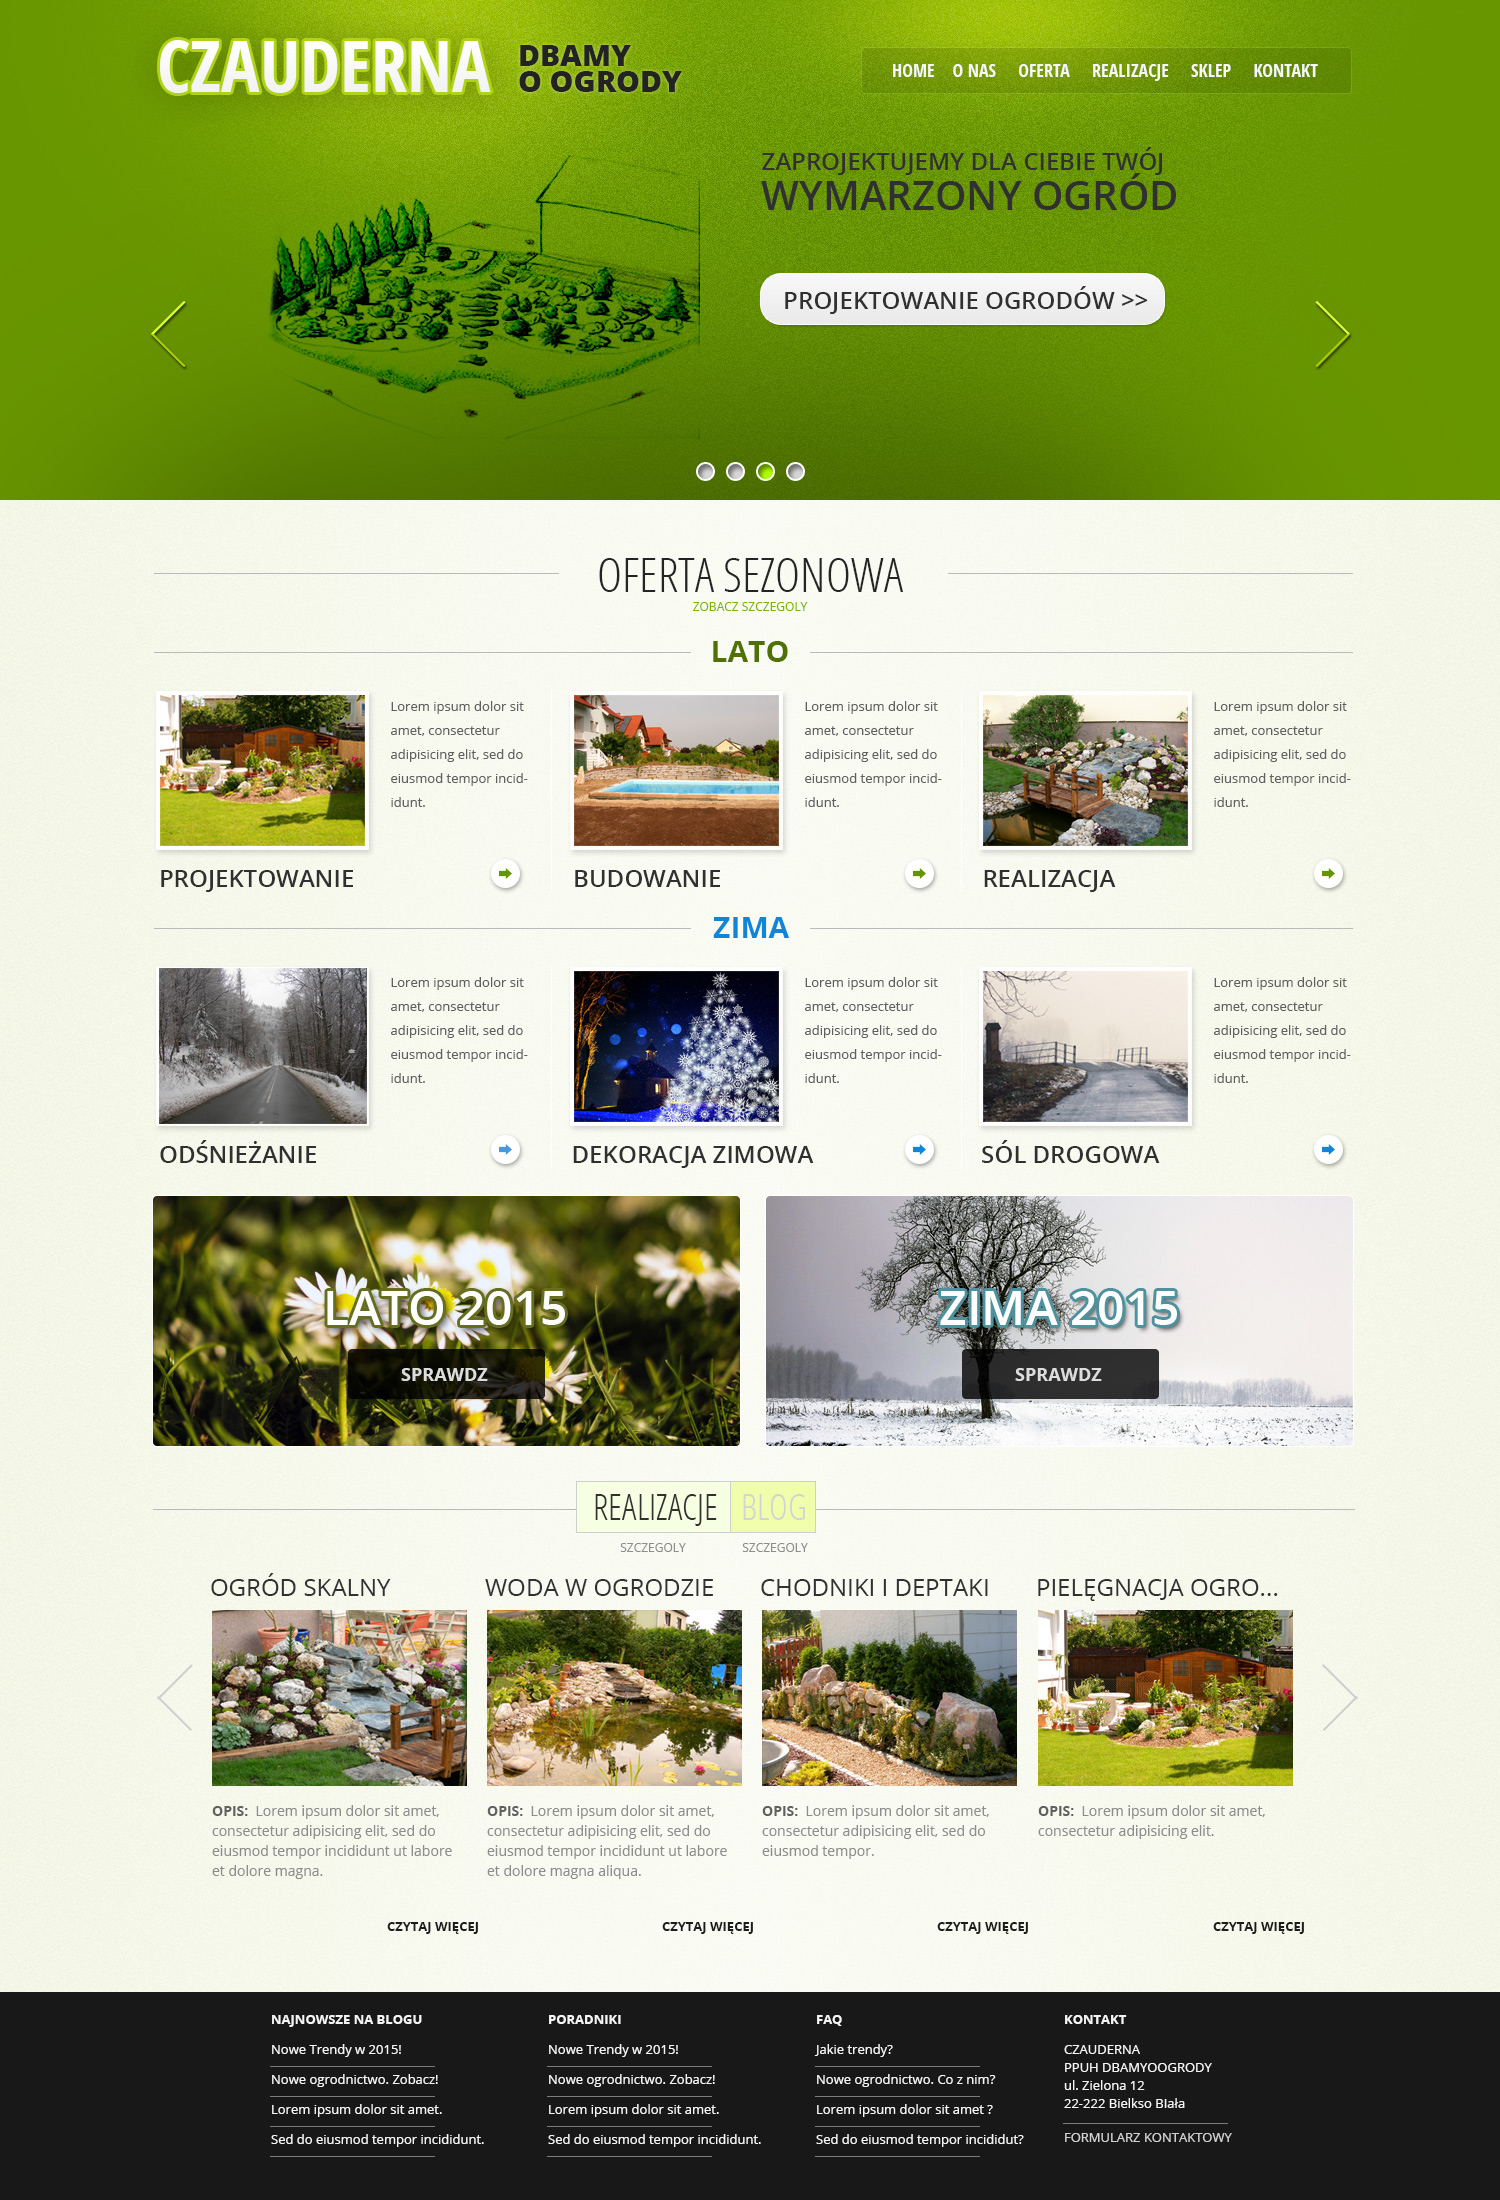 CZAUDERNA
DBAMY
O OGRODY
HOME O NAS OFERTA REALIZACJE SKLEP KONTAKT
ZAPROJEKTUJEMY DLA CIEBIE TWÓJ
WYMARZONY OGRÓD
PROJEKTOWANIE OGRODÓW >>
OFERTA SEZONOWA
ZOBACZ SZCZEGOLY
LATO
Lorem ipsum dolor sit
amet, consectetur
adipisicing elit, sed do
eiusmod tempor incid-
idunt.
PROJEKTOWANIE
Lorem ipsum dolor sit
amet, consectetur
adipisicing elit, sed do
eiusmod tempor incid-
idunt.
BUDOWANIE
Lorem ipsum dolor sit
amet, consectetur
adipisicing elit, sed do
eiusmod tempor incid-
idunt.
REALIZACJA
ZIMA
Lorem ipsum dolor sit
amet, consectetur
adipisicing elit, sed do
eiusmod tempor incid-
idunt.
ODŚNIEŻANIE
Lorem ipsum dolor sit
amet, consectetur
adipisicing elit, sed do
eiusmod tempor incid-
idunt.
DEKORACJA ZIMOWA
Lorem ipsum dolor sit
amet, consectetur
adipisicing elit, sed do
eiusmod tempor incid-
idunt.
SÓL DROGOWA
LATO 2015
SPRAWDZ
ZIMA 2015
SPRAWDZ
REALIZACJE BLOG
SZCZEGOLY SZCZEGOLY
OGRÓD SKALNY
OPIS: Lorem ipsum dolor sit amet,
consectetur adipisicing elit, sed do
eiusmod tempor incididunt ut labore
et dolore magna.
CZYTAJ WIĘCEJ
WODA W OGRODZIE
OPIS: Lorem ipsum dolor sit amet,
consectetur adipisicing elit, sed do
eiusmod tempor incididunt ut labore
et dolore magna aliqua.
CZYTAJ WIĘCEJ
CHODNIKI I DEPTAKI
OPIS: Lorem ipsum dolor sit amet,
consectetur adipisicing elit, sed do
eiusmod tempor.
CZYTAJ WIĘCEJ
PIELĘGNACJA OGRO...
OPIS: Lorem ipsum dolor sit amet,
consectetur adipisicing elit.
CZYTAJ WIĘCEJ
NAJNOWSZE NA BLOGU
Nowe Trendy w 2015!
Nowe ogrodnictwo. Zobacz!
Lorem ipsum dolor sit amet.
Sed do eiusmod tempor incididunt.
PORADNIKI
Nowe Trendy w 2015!
Nowe ogrodnictwo. Zobacz!
Lorem ipsum dolor sit amet.
Sed do eiusmod tempor incididunt.
FAQ
Jakie trendy?
Nowe ogrodnictwo. Co z nim?
Lorem ipsum dolor sit amet ?
Sed do eiusmod tempor incididut?
KONTAKT
CZAUDERNA
PPUH DBAMYOOGRODY
ul. Zielona 12
22-222 Bielkso BIała
FORMULARZ KONTAKTOWY